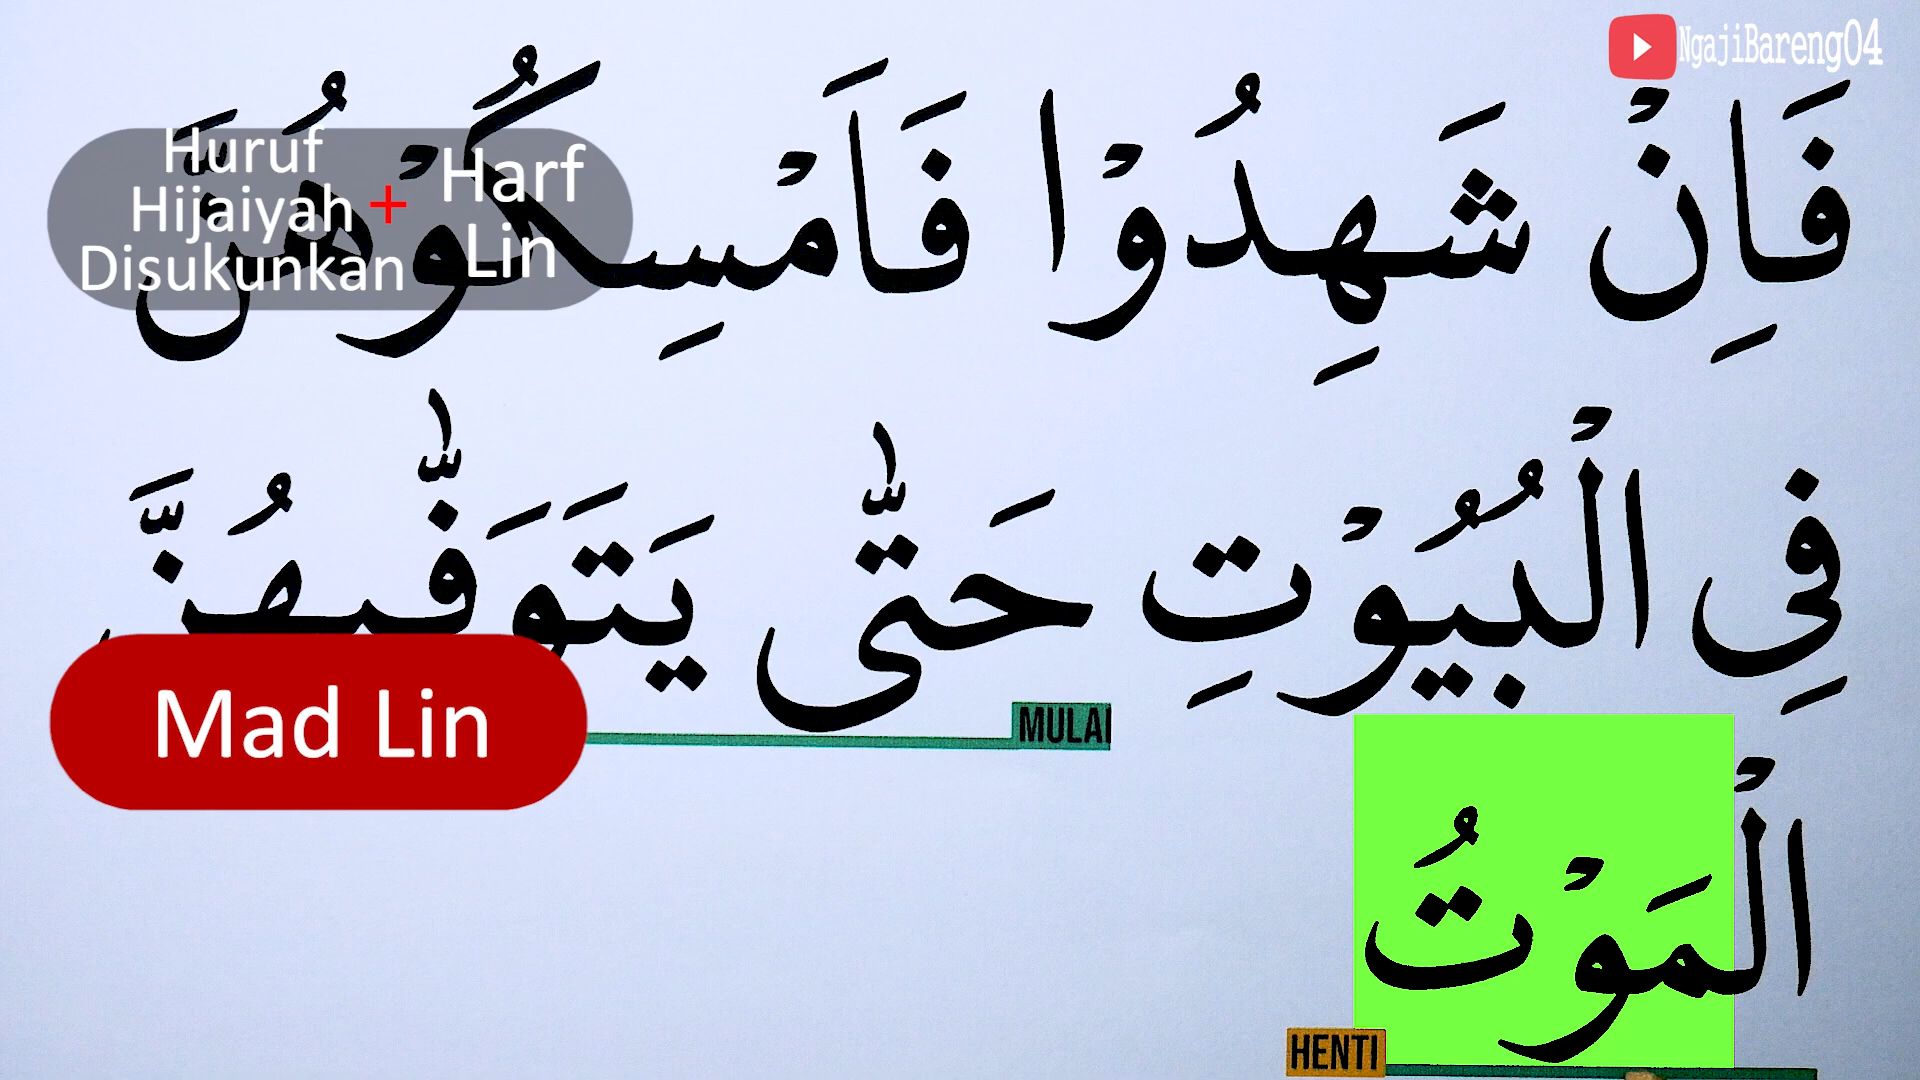 NgajiBareng04
فَاِنْ شَهِدُوْا فَاَمْسِكُوْهُنَّ
Huruf
Hijaiyah
Disukunkan
+
Harf
Lin
فِى الْبُيُوْتِ حَتّٰى يَتَوَفّٰىهُنَّ
Mad Lin
MULAI
الْمَوْتُ
HENTI